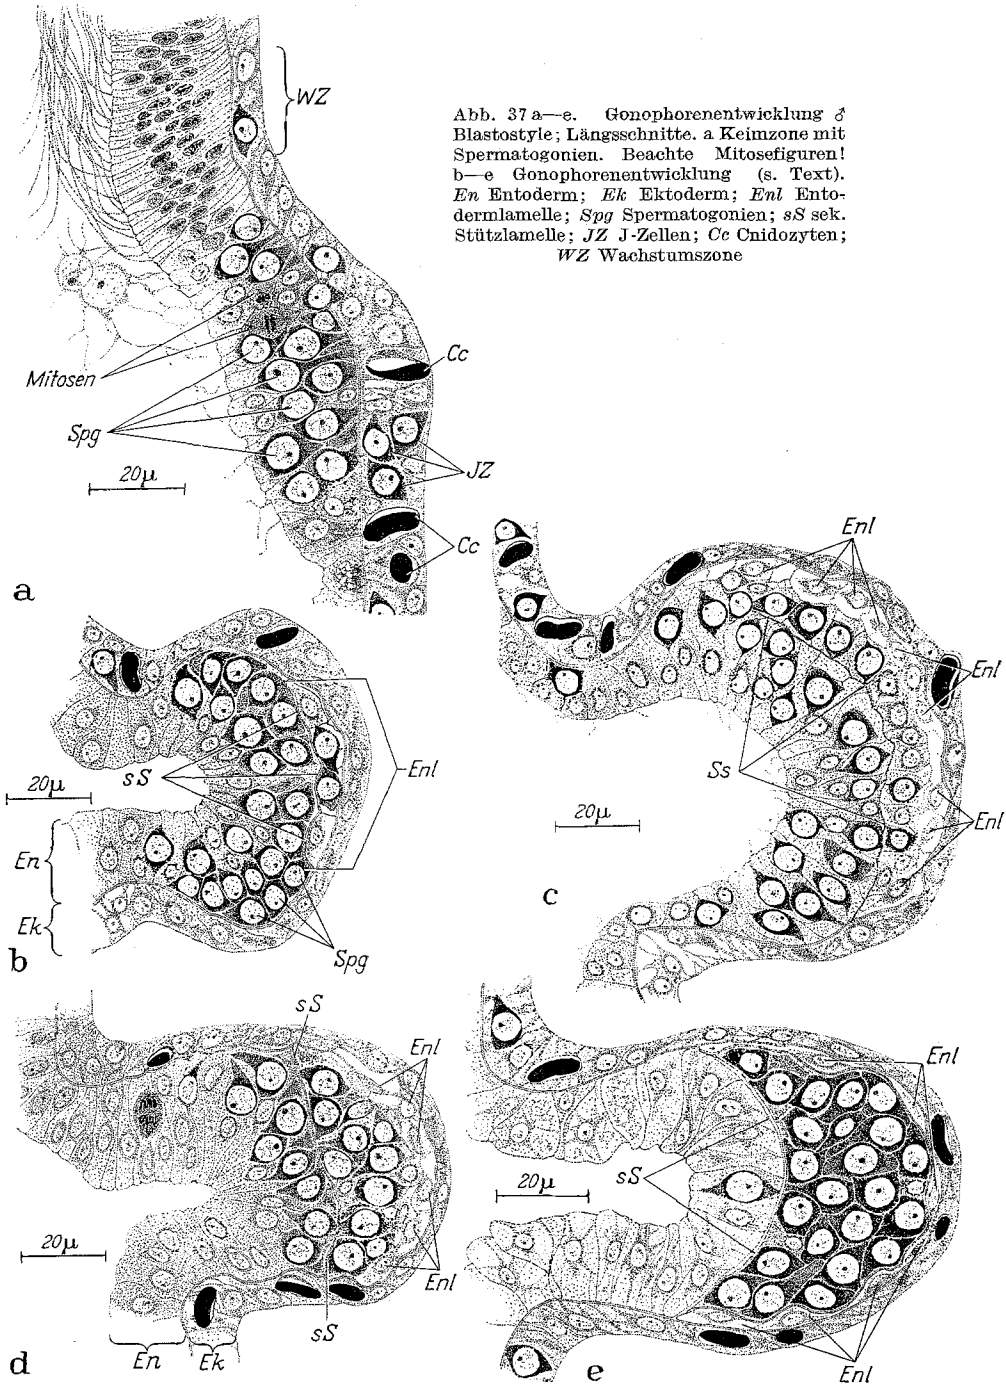 WZ
Abb. 37 a—e. Gonophorenentwicklung ♂
Blastostyle; Längsschnitte. a Keimzone mit
Spermatogonien. Beachte Mitosefiguren!
b—e Gonophorenentwicklung (s. Text).
En Entoderm; Ek Ektoderm; Enl Ento-
dermlamelle; Spg Spermatogonien; sS sek.
Stützlamelle; JZ J-Zellen; Cc Cnidozyten;
WZ Wachstumszone
Cc
Mitosen
Spg
JZ
20μ
Cc
a
Enl
Enl
sS
Enl
Ss
20μ
20μ
Enl
En
c
Ek
Spg
b
sS
Enl
Enl
sS
20μ
20μ
Enl
sS
En
Ek
d
Enl
e